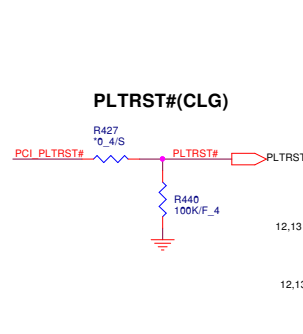 PLTRST#(CLG)
R427
*0_4/S
PCI_PLTRST#
PLTRST#
PLTRST
R440
100K/F_4
12,13
12,13